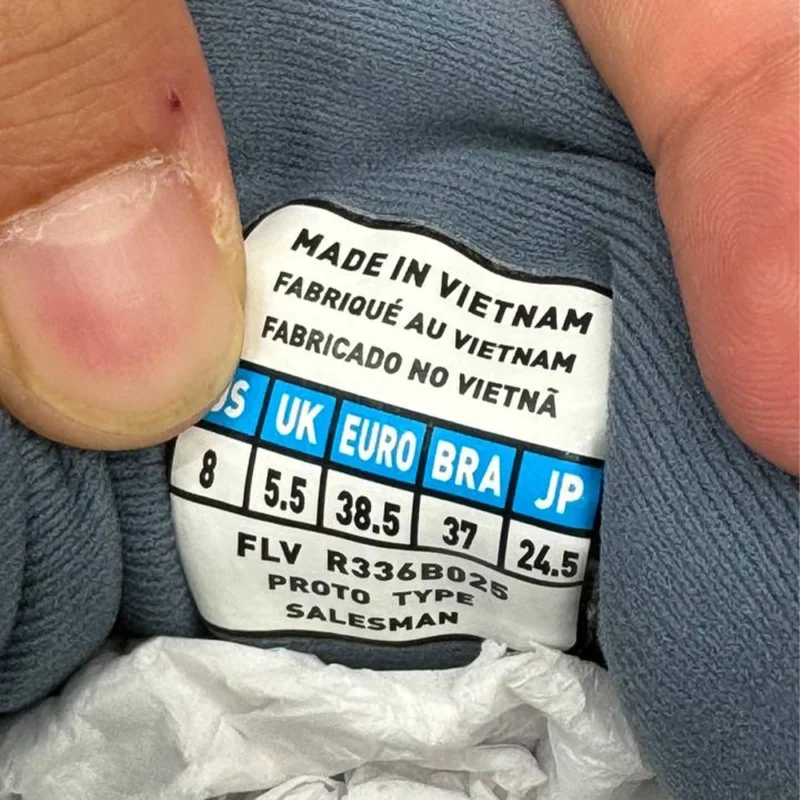 MADE IN VIETNAM
FABRIQUÉ AU VIETNAM
FABRICADO NO VIETNÃ
US UK EURO BRA JP
8 5.5 38.5 37 24.5
FLV R336B025
PROTO TYPE
SALESMAN